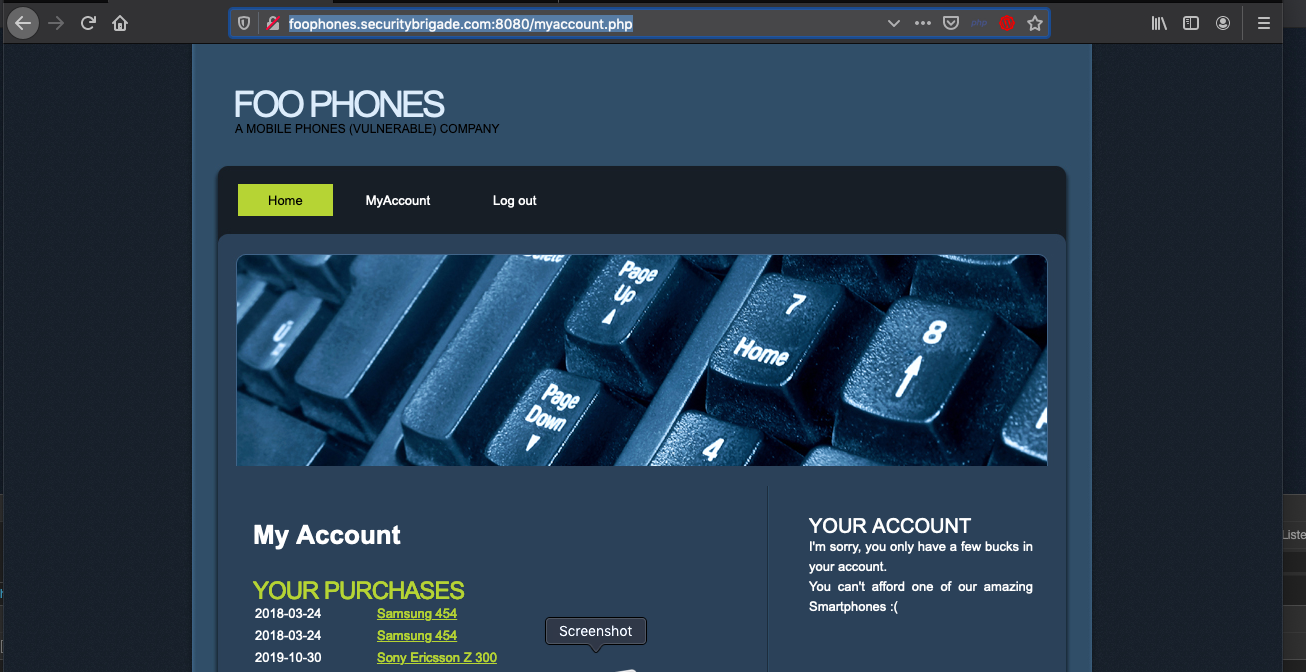 foophones.securitybrigade.com:8080/myaccount.php
php
FOO PHONES
A MOBILE PHONES (VULNERABLE) COMPANY
Home
MyAccount
Log out
Delete
Page
Up
7
Home
8
Page
Down
4
My Account
YOUR PURCHASES
2018-03-24 Samsung 454
2018-03-24 Samsung 454
2019-10-30 Sony Ericsson Z 300
Screenshot
YOUR ACCOUNT
I'm sorry, you only have a few bucks in
your account.
You can't afford one of our amazing
Smartphones :(
Liste